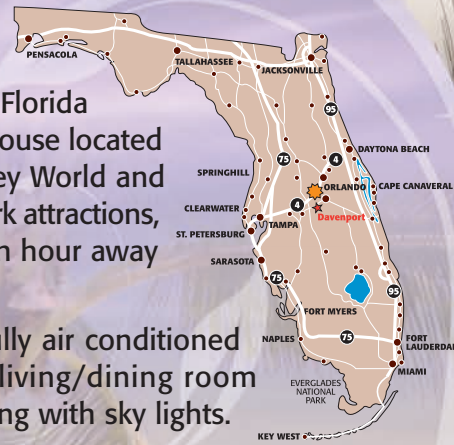 PENSACOLA
TALLAHASSEE
JACKSONVILLE
Florida
95
ouse located
DAYTONA BEACH
75
4
SPRINGHILL
ey World and
ORLANDO
CAPE CANAVERAL
rk attractions,
CLEARWATER
4
Davenport
TAMPA
ST. PETERSBURG
n hour away
SARASOTA
75
95
FORT MYERS
lly air conditioned
NAPLES
75
FORT
LAUDERDAL
living/dining room
MIAMI
EVERGLADES
NATIONAL
PARK
ng with sky lights.
KEY WEST